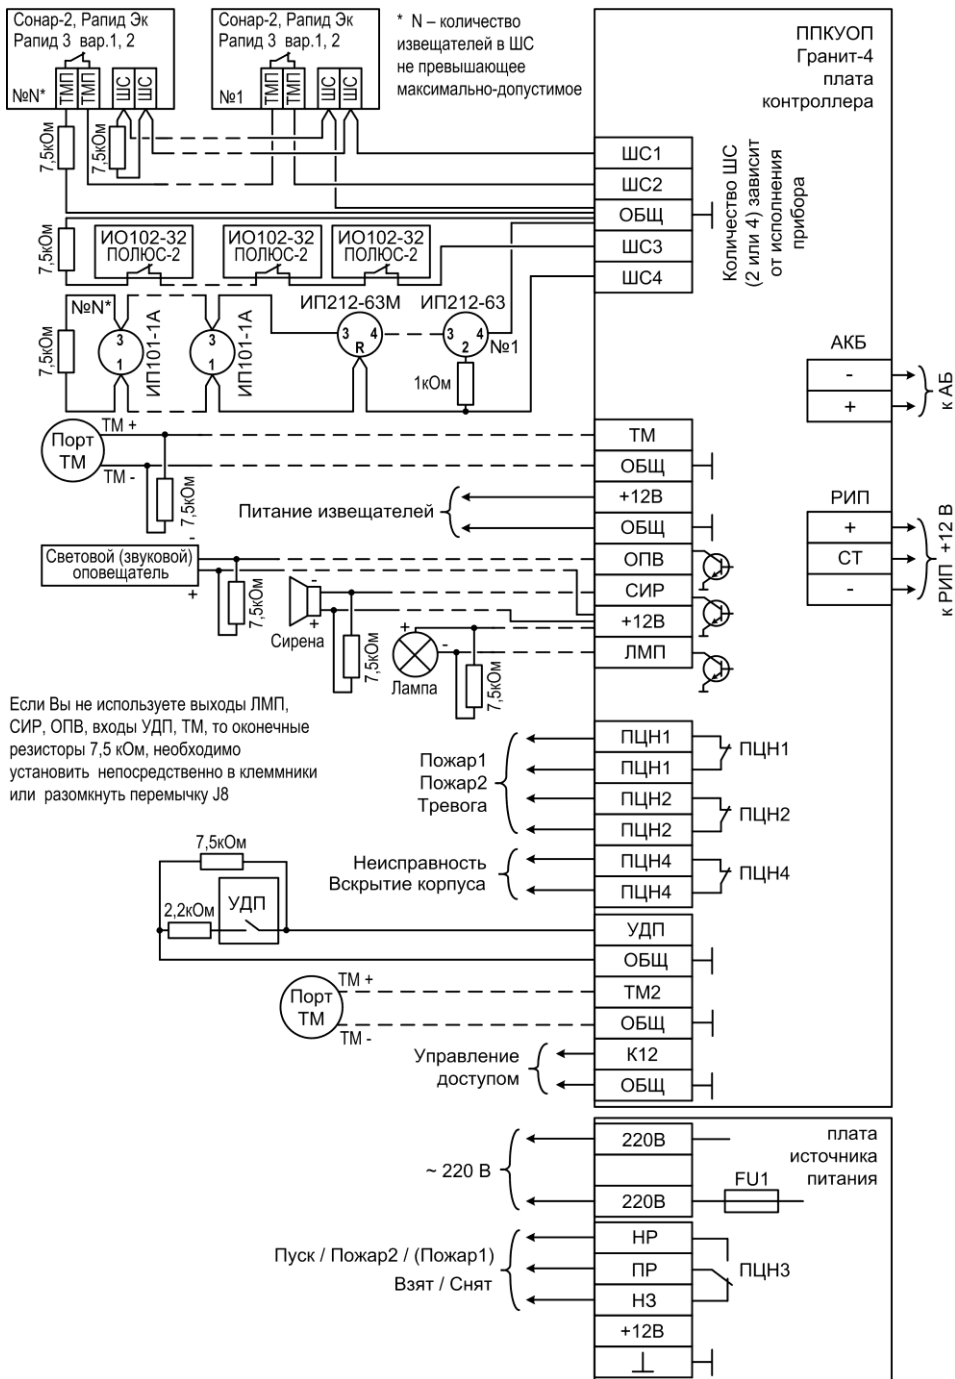 Сонар-2, Рапид Эк
Рапид 3 вар.1, 2
№N*
ТМП
ТМП
ШС
ШС
Сонар-2, Рапид Эк
Рапид 3 вар.1, 2
№1
ТМП
ТМП
ШС
ШС
* N – количество
извещателей в ШС
не превышающее
максимально-допустимое
ППКУОП
Гранит-4
плата
контроллера
7,5кОм
7,5кОм
ШС1
ШС2
ОБЩ
ШС3
ШС4
Количество ШС
(2 или 4) зависит
от исполнения
прибора
7,5кОм
ИО102-32
ПОЛЮС-2
ИО102-32
ПОЛЮС-2
ИО102-32
ПОЛЮС-2
7,5кОм
№N*
3
1
ИП101-1А
3
1
ИП101-1А
ИП212-63М
3 4
R
ИП212-63
3 4
2
№1
1кОм
АКБ
-
+
к АБ
Порт
ТМ
ТМ +
ТМ -
7,5кОм
ТМ
ОБЩ
+12В
ОБЩ
ОПВ
СИР
+12В
ЛМП
Питание извещателей
РИП
+
СТ
-
к РИП +12 В
Световой (звуковой)
оповещатель
-
+
7,5кОм
-
+
Сирена
7,5кОм
+
-
Лампа
7,5кОм
Если Вы не используете выходы ЛМП,
СИР, ОПВ, входы УДП, ТМ, то оконечные
резисторы 7,5 кОм, необходимо
установить непосредственно в клеммники
или разомкнуть перемычку J8
Пожар1
Пожар2
Тревога
ПЦН1
ПЦН1
ПЦН2
ПЦН2
ПЦН4
ПЦН4
ПЦН1
ПЦН2
ПЦН4
Неисправность
Вскрытие корпуса
7,5кОм
2,2кОм
УДП
УДП
ОБЩ
ТМ2
ОБЩ
К12
ОБЩ
Порт
ТМ
ТМ +
ТМ -
Управление
доступом
~ 220 В
220В
220В
FU1
плата
источника
питания
Пуск / Пожар2 / (Пожар1)
Взят / Снят
НР
ПР
НЗ
+12В
ПЦН3